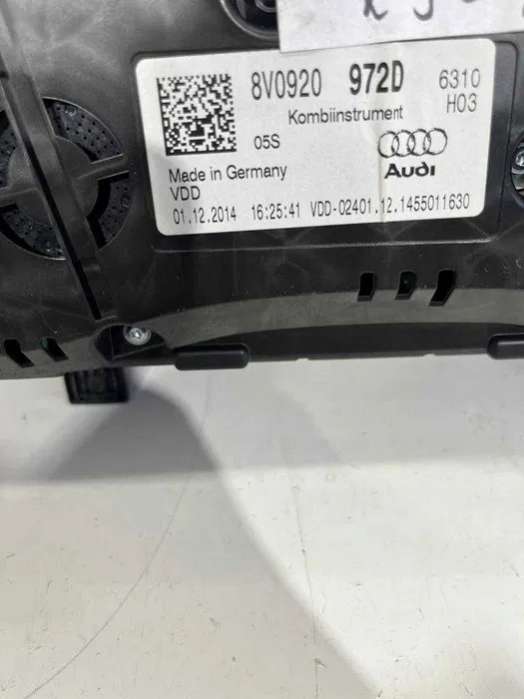 8V0920 972D 6310
Kombiinstrument H03
05S
Audi
Made in Germany
VDD
01.12.2014 16:25:41 VDD-02401.12.1455011630